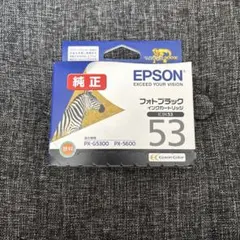 純正
EPSON
EXCEED YOUR VISION
フォトブラック
インクカートリッジ
ICBK53
53
PX-G5300 PX-5600